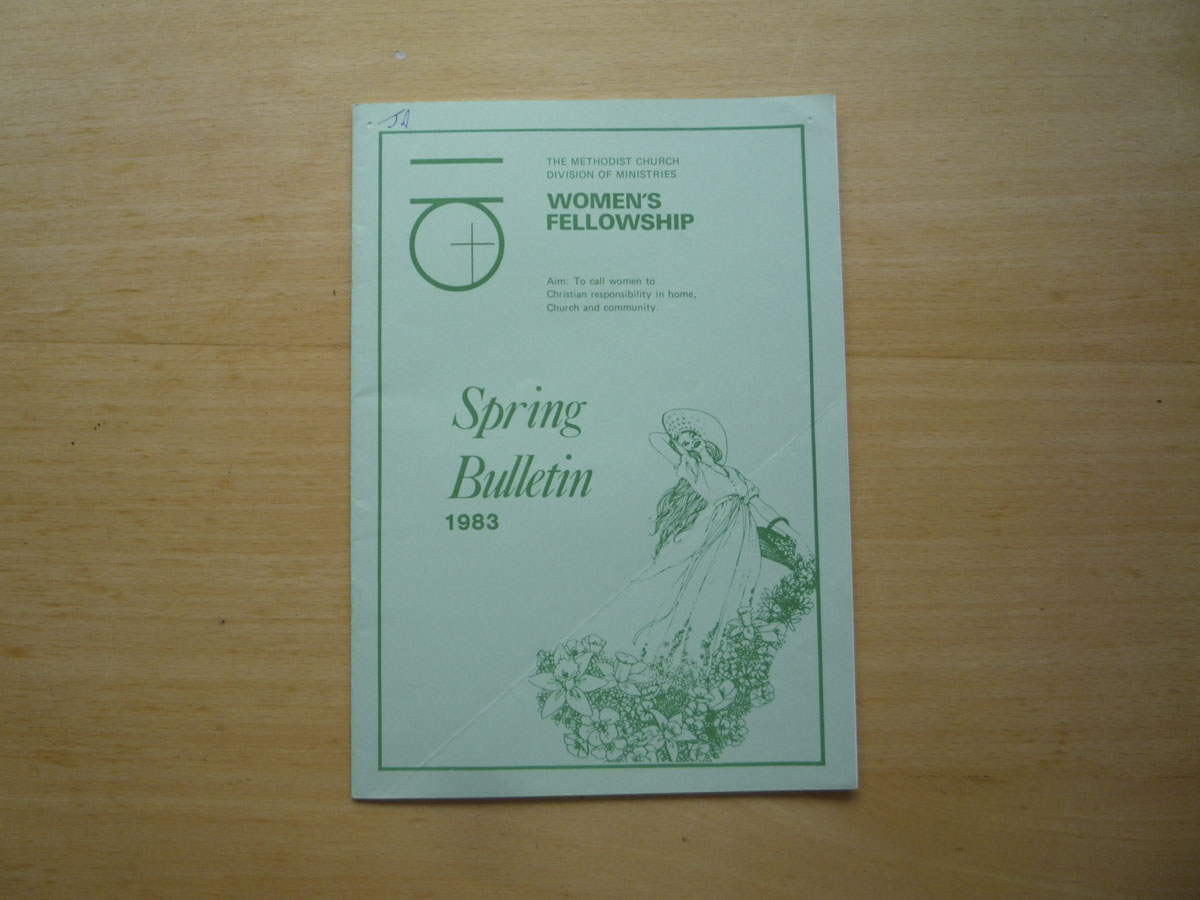 THE METHODIST CHURCH
DIVISION OF MINISTRIES
WOMEN'S
FELLOWSHIP
Aim: To call women to
Christian responsibility in home,
Church and community.
Spring
Bulletin
1983